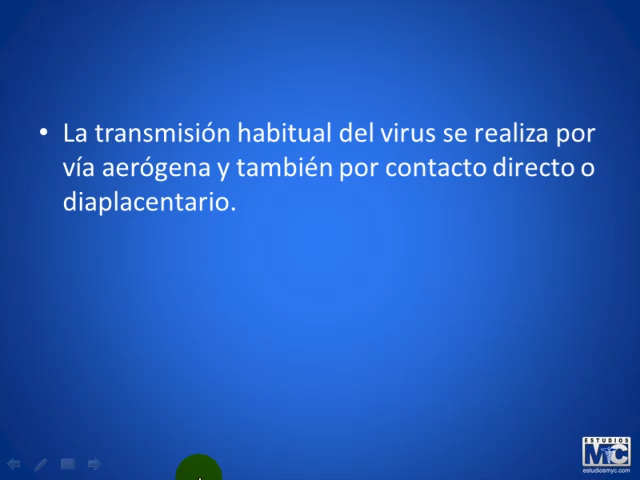 • La transmisión habitual del virus se realiza por
vía aerógena y también por contacto directo o
diaplacentario.
ESTUDIOS
MyC
estudiosmyc.com